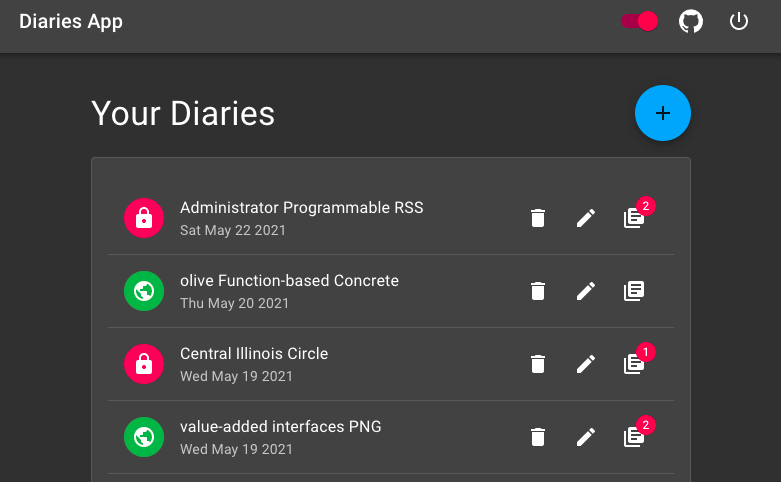 Diaries App
Your Diaries
+
Administrator Programmable RSS
2
Sat May 22 2021
olive Function-based Concrete
Thu May 20 2021
Central Illinois Circle
1
Wed May 19 2021
value-added interfaces PNG
2
Wed May 19 2021